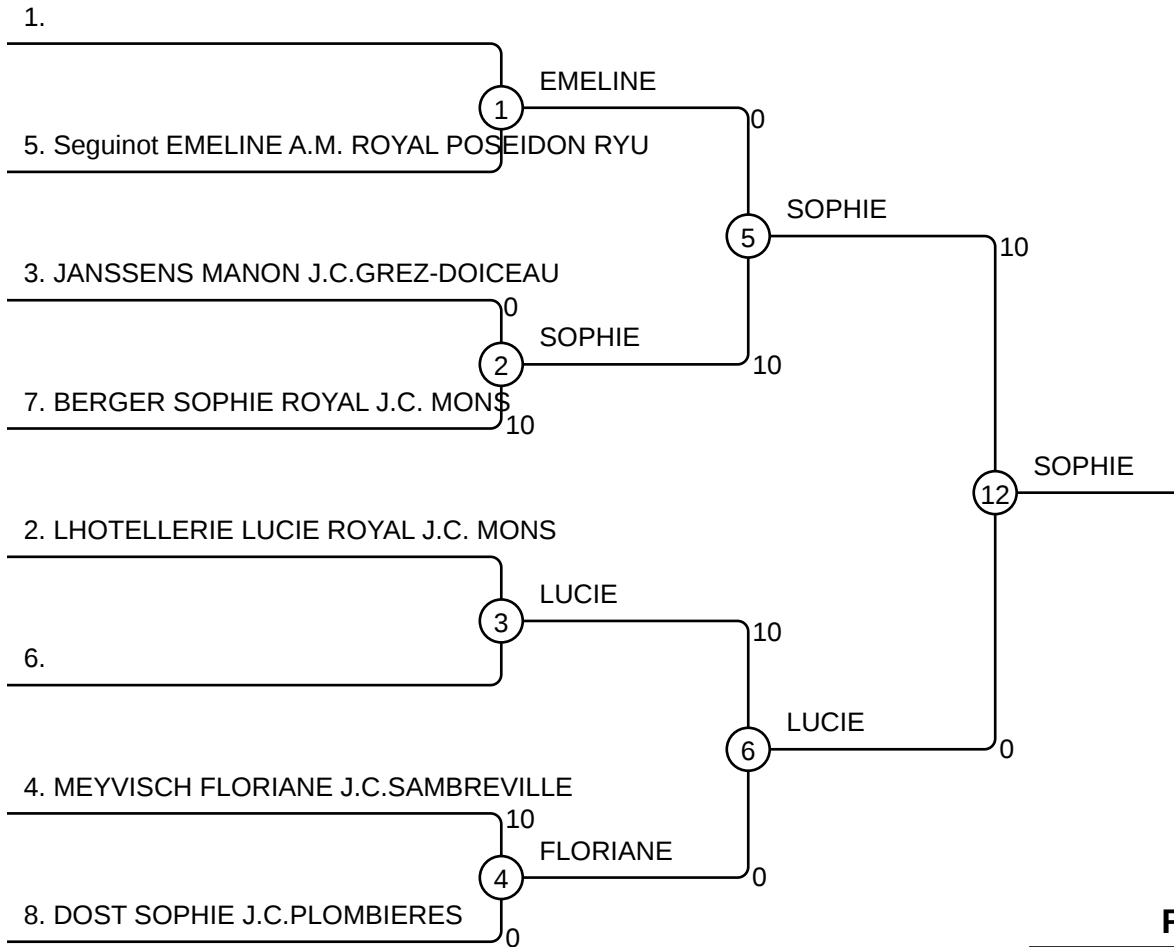 1.
EMELINE
1
0
5. Seguinot EMELINE A.M. ROYAL POSEIDON RYU
SOPHIE
5
10
3. JANSSENS MANON J.C.GREZ-DOICEAU
0
SOPHIE
2
10
7. BERGER SOPHIE ROYAL J.C. MONS
10
SOPHIE
12
2. LHOTELLERIE LUCIE ROYAL J.C. MONS
LUCIE
3
10
6.
LUCIE
6
0
4. MEYVISCH FLORIANE J.C.SAMBREVILLE
10
FLORIANE
4
0
8. DOST SOPHIE J.C.PLOMBIERES
0